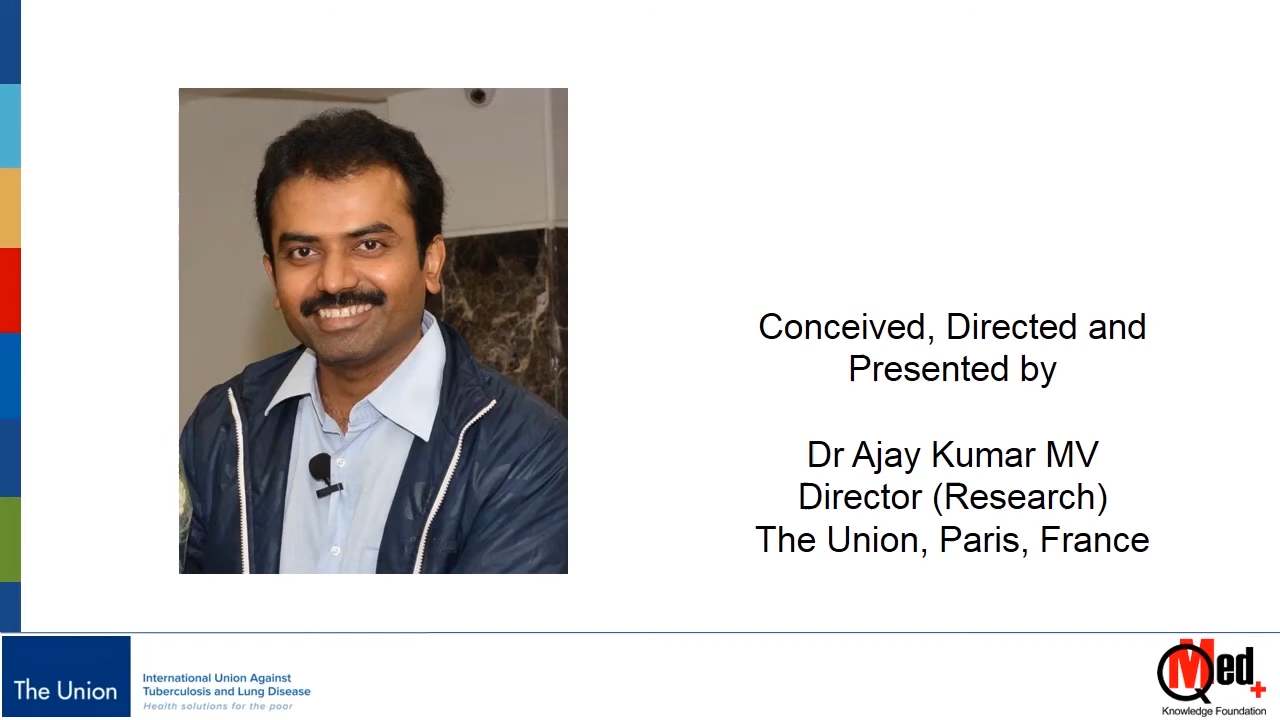 Conceived, Directed and
Presented by
Dr Ajay Kumar MV
Director (Research)
The Union, Paris, France
The Union
International Union Against
Tuberculosis and Lung Disease
Health solutions for the poor
QMed
Knowledge Foundation